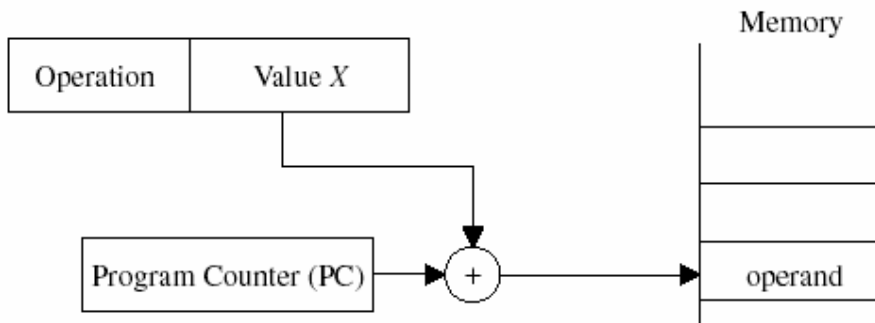 Memory
Operation
Value X
Program Counter (PC)
+
operand